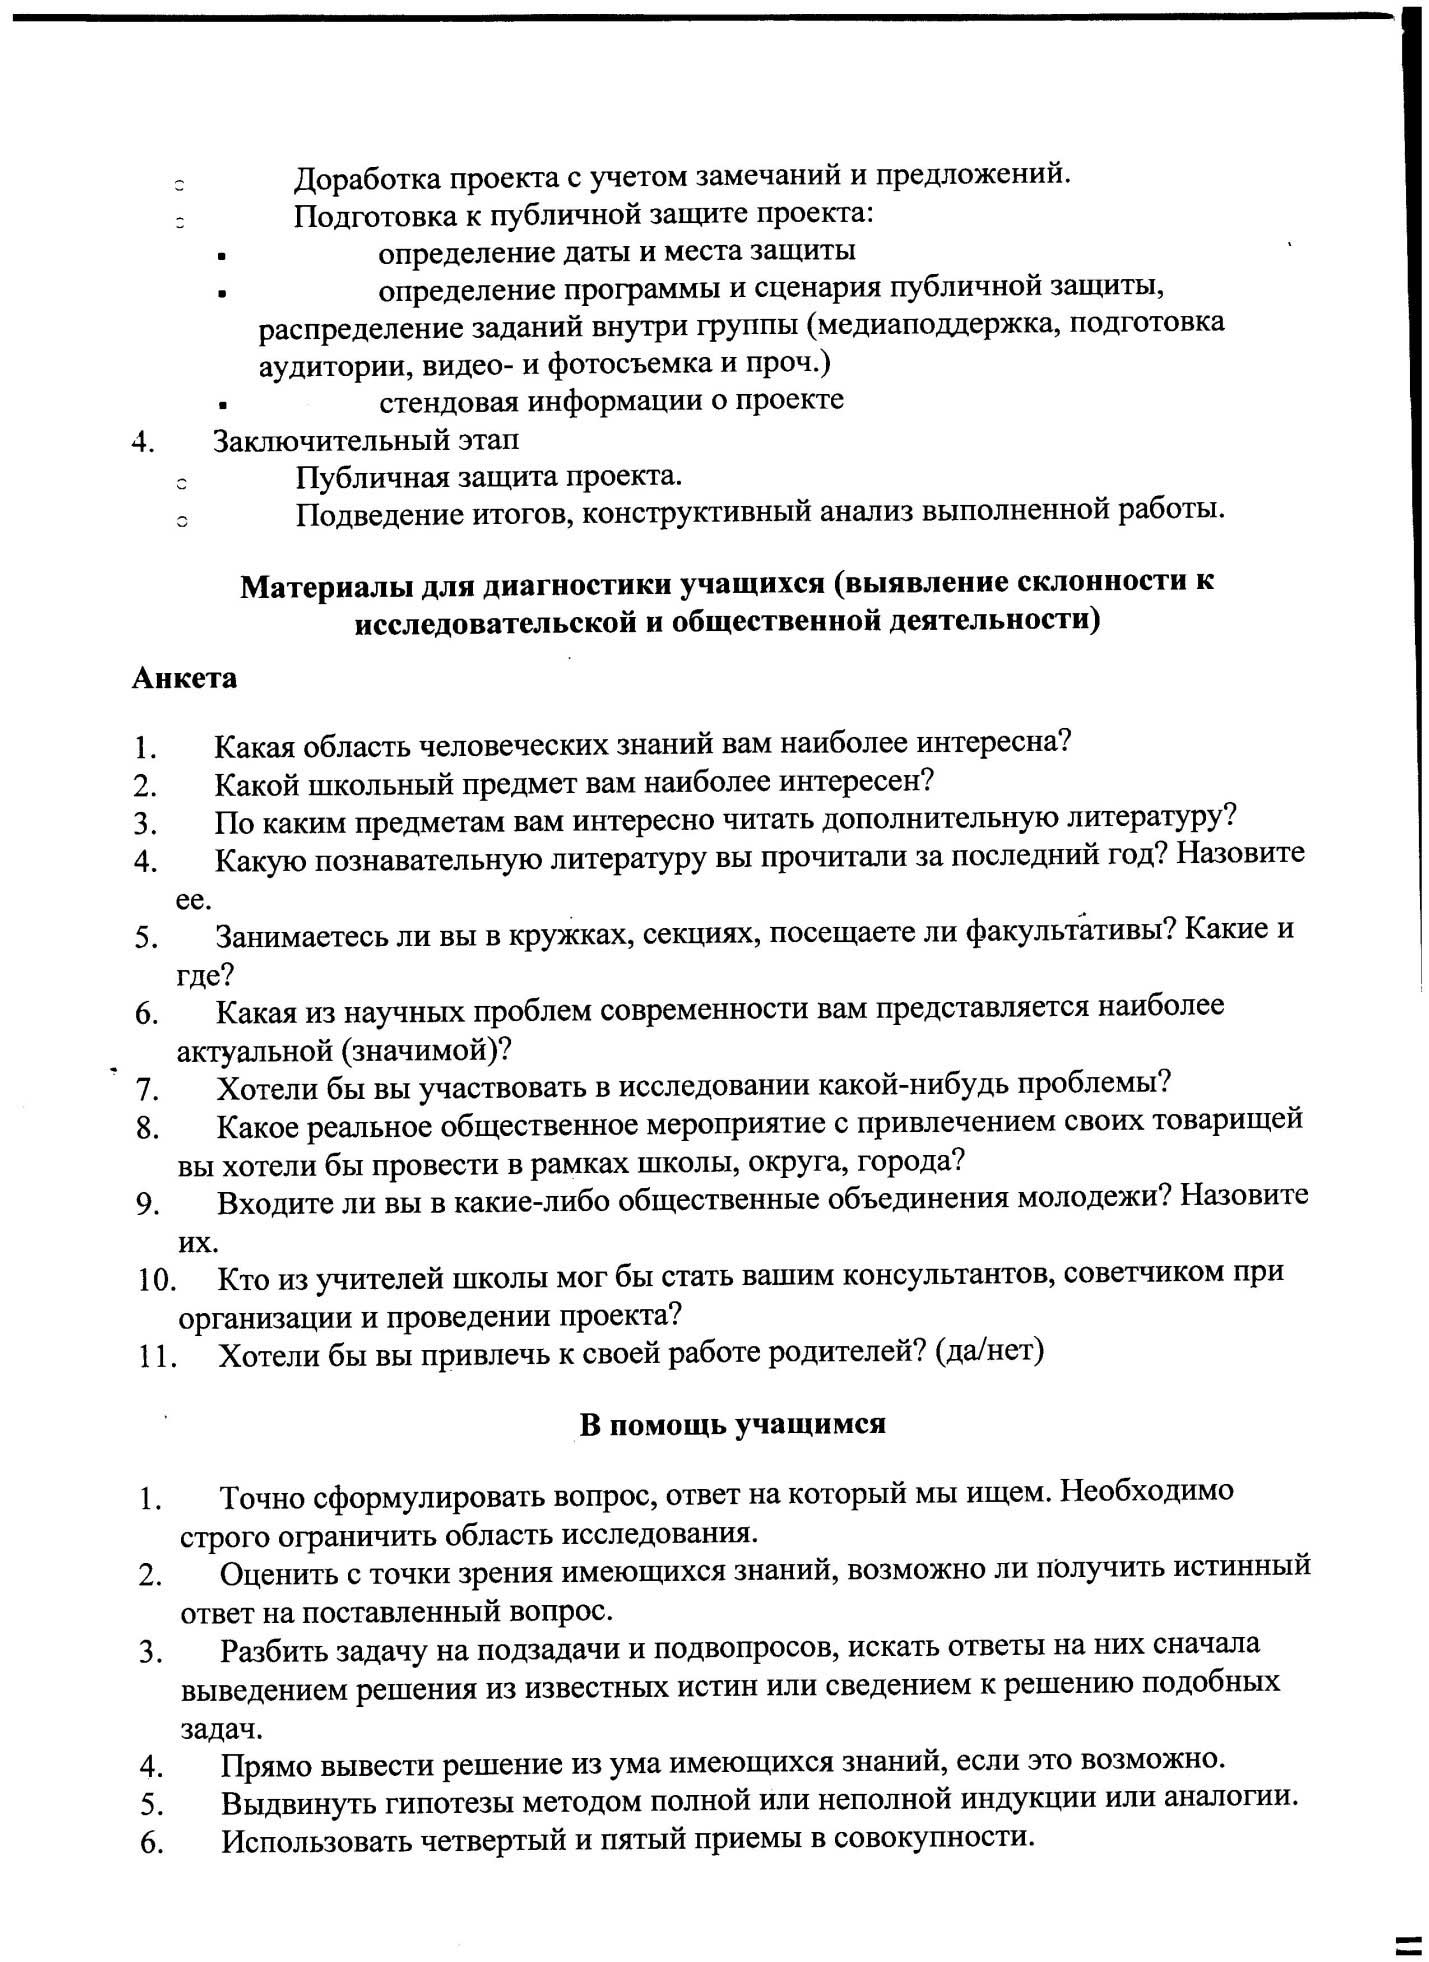 ○ Доработка проекта с учетом замечаний и предложений.
○ Подготовка к публичной защите проекта:
▪ определение даты и места защиты
▪ определение программы и сценария публичной защиты,
распределение заданий внутри группы (медиаподдержка, подготовка
аудитории, видео- и фотосъемка и проч.)
▪ стендовая информации о проекте
4. Заключительный этап
○ Публичная защита проекта.
○ Подведение итогов, конструктивный анализ выполненной работы.
Материалы для диагностики учащихся (выявление склонности к
исследовательской и общественной деятельности)
Анкета
1. Какая область человеческих знаний вам наиболее интересна?
2. Какой школьный предмет вам наиболее интересен?
3. По каким предметам вам интересно читать дополнительную литературу?
4. Какую познавательную литературу вы прочитали за последний год? Назовите
ее.
5. Занимаетесь ли вы в кружках, секциях, посещаете ли факультативы? Какие и
где?
6. Какая из научных проблем современности вам представляется наиболее
актуальной (значимой)?
7. Хотели бы вы участвовать в исследовании какой-нибудь проблемы?
8. Какое реальное общественное мероприятие с привлечением своих товарищей
вы хотели бы провести в рамках школы, округа, города?
9. Входите ли вы в какие-либо общественные объединения молодежи? Назовите
их.
10. Кто из учителей школы мог бы стать вашим консультантов, советчиком при
организации и проведении проекта?
11. Хотели бы вы привлечь к своей работе родителей? (да/нет)
В помощь учащимся
1. Точно сформулировать вопрос, ответ на который мы ищем. Необходимо
строго ограничить область исследования.
2. Оценить с точки зрения имеющихся знаний, возможно ли получить истинный
ответ на поставленный вопрос.
3. Разбить задачу на подзадачи и подвопросов, искать ответы на них сначала
выведением решения из известных истин или сведением к решению подобных
задач.
4. Прямо вывести решение из ума имеющихся знаний, если это возможно.
5. Выдвинуть гипотезы методом полной или неполной индукции или аналогии.
6. Использовать четвертый и пятый приемы в совокупности.